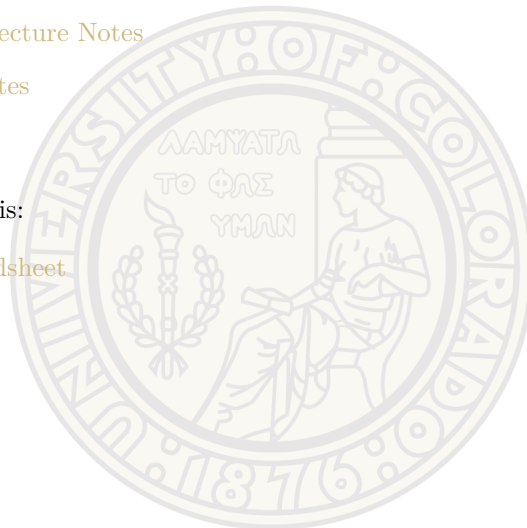 ecture Notes
tes
is:
dsheet
UNIVERSITY·OF·COLORADO
ΛΑΜΨΑΤΩ
ΤΟ ΦΩΣ
ΥΜΩΝ
·1876·